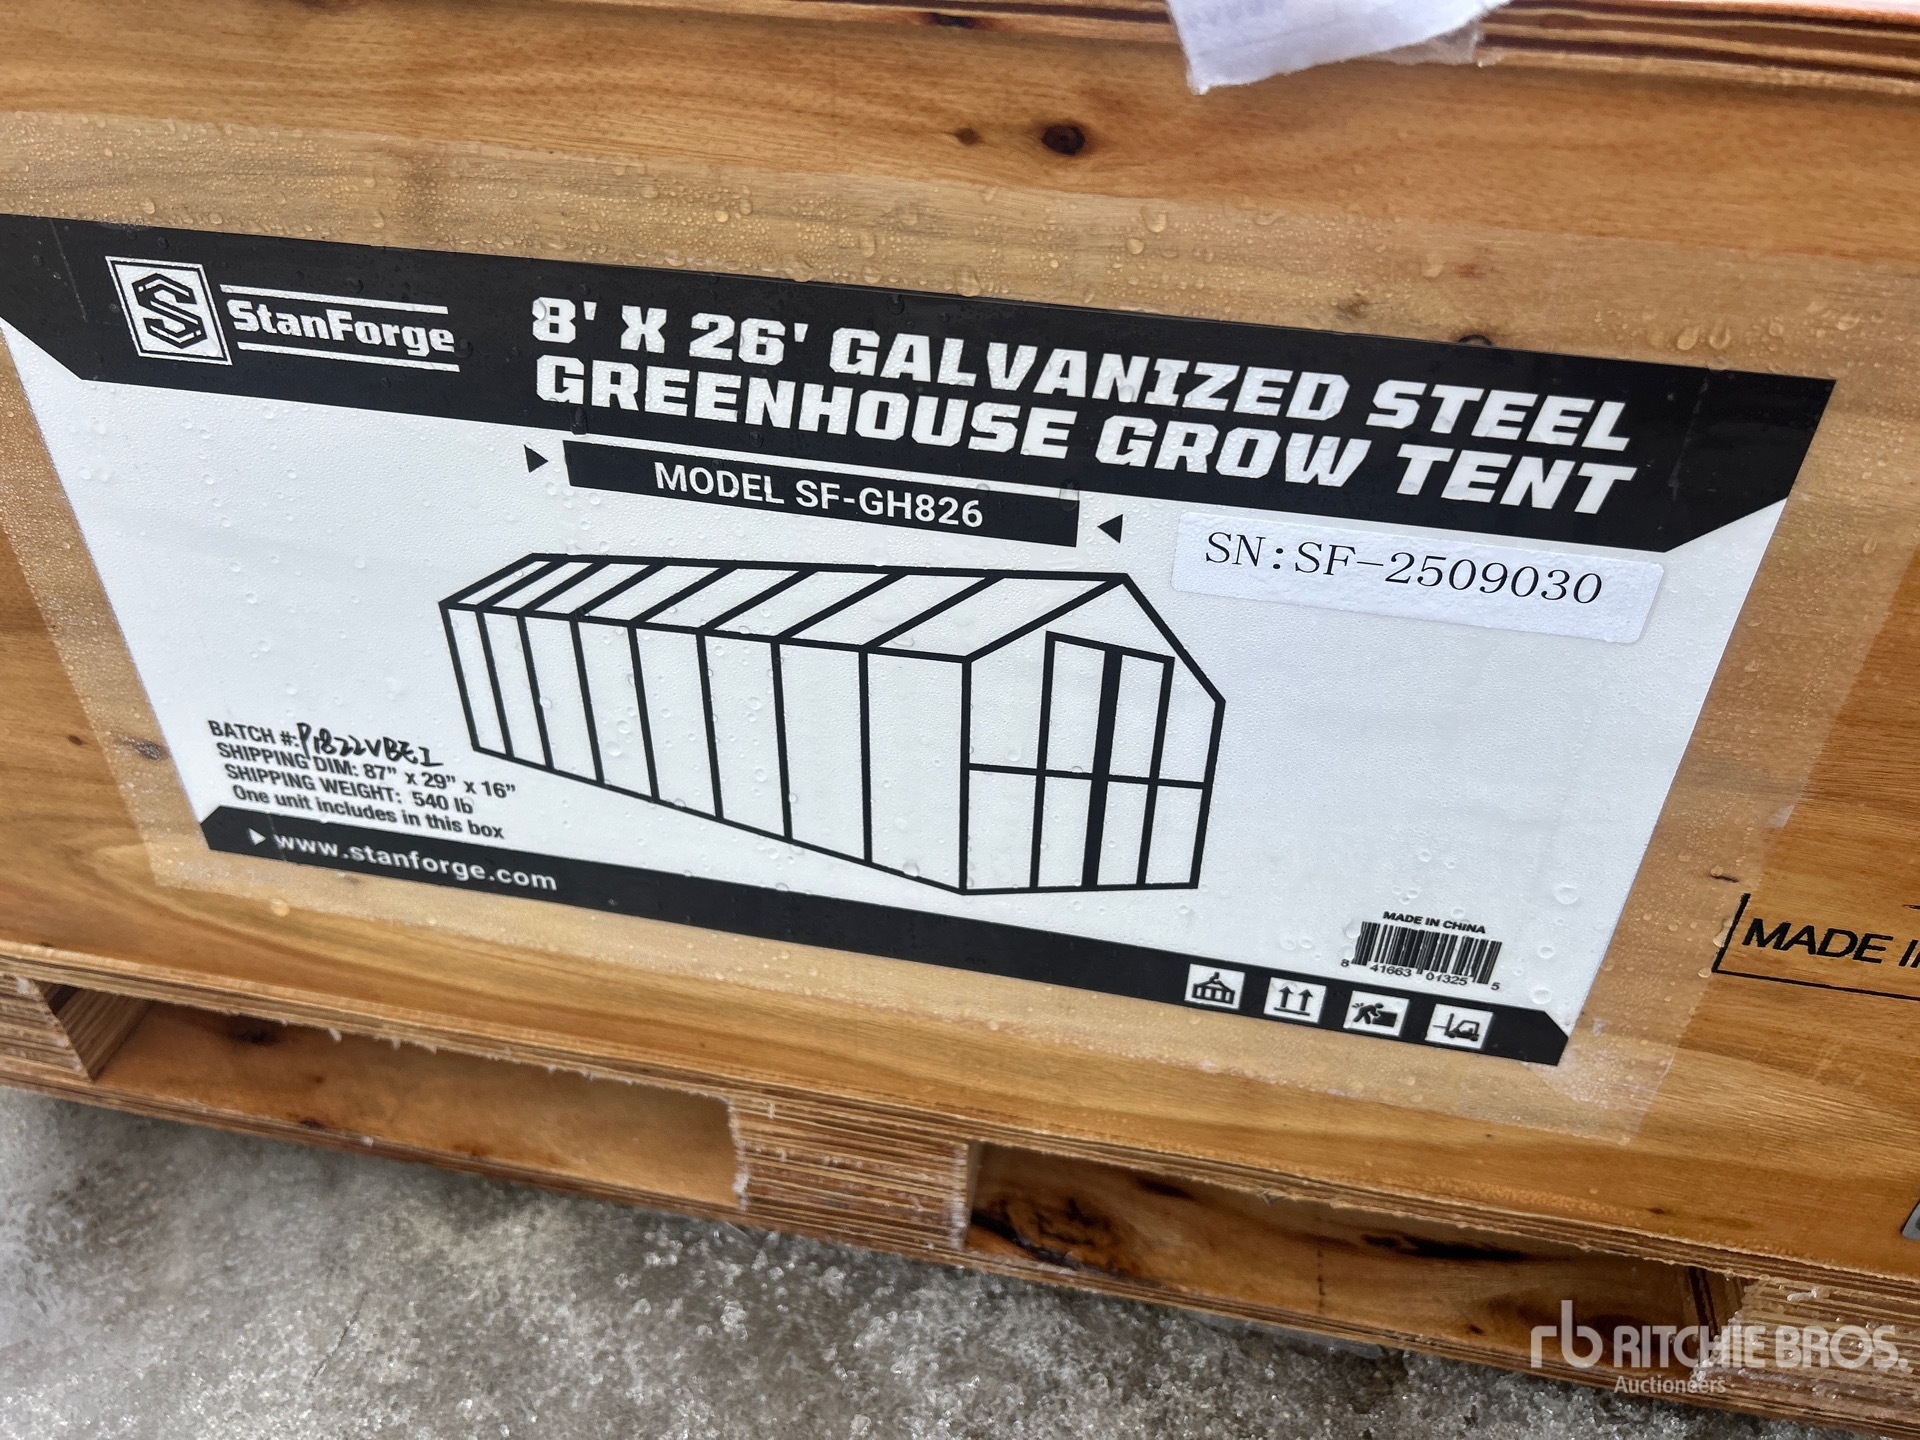 StanForge
8' X 26' GALVANIZED STEEL
GREENHOUSE GROW TENT
MODEL SF-GH826
SN:SF-2509030
BATCH #:
SHIPPING DIM: 87" x 29" x 16"
SHIPPING WEIGHT: 540 lb
One unit includes in this box
www.stanforge.com
MADE IN CHINA
8 41663 01325 5
MADE
rb RITCHIE BROS.
Auctioneers